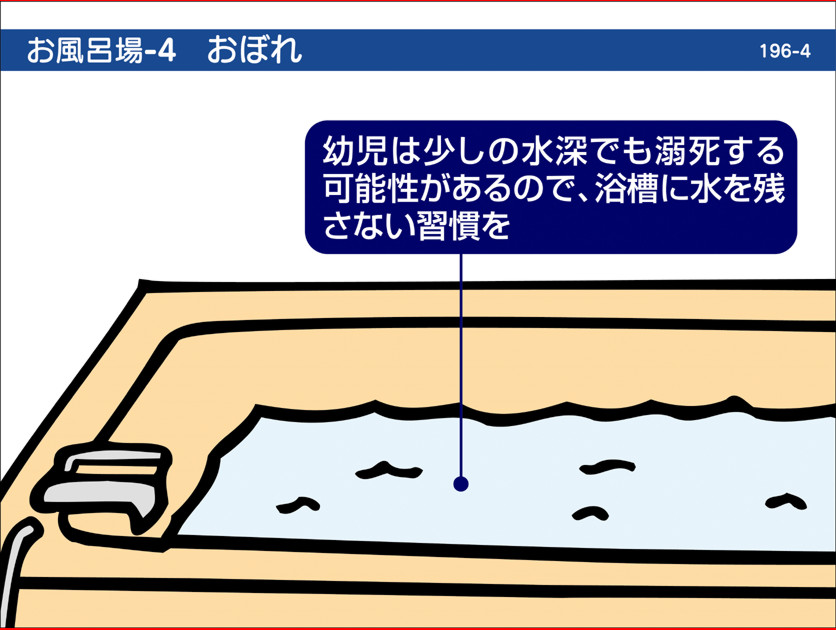 お風呂場-4　おぼれ
196-4
幼児は少しの水深でも溺死する
可能性があるので、浴槽に水を残
さない習慣を